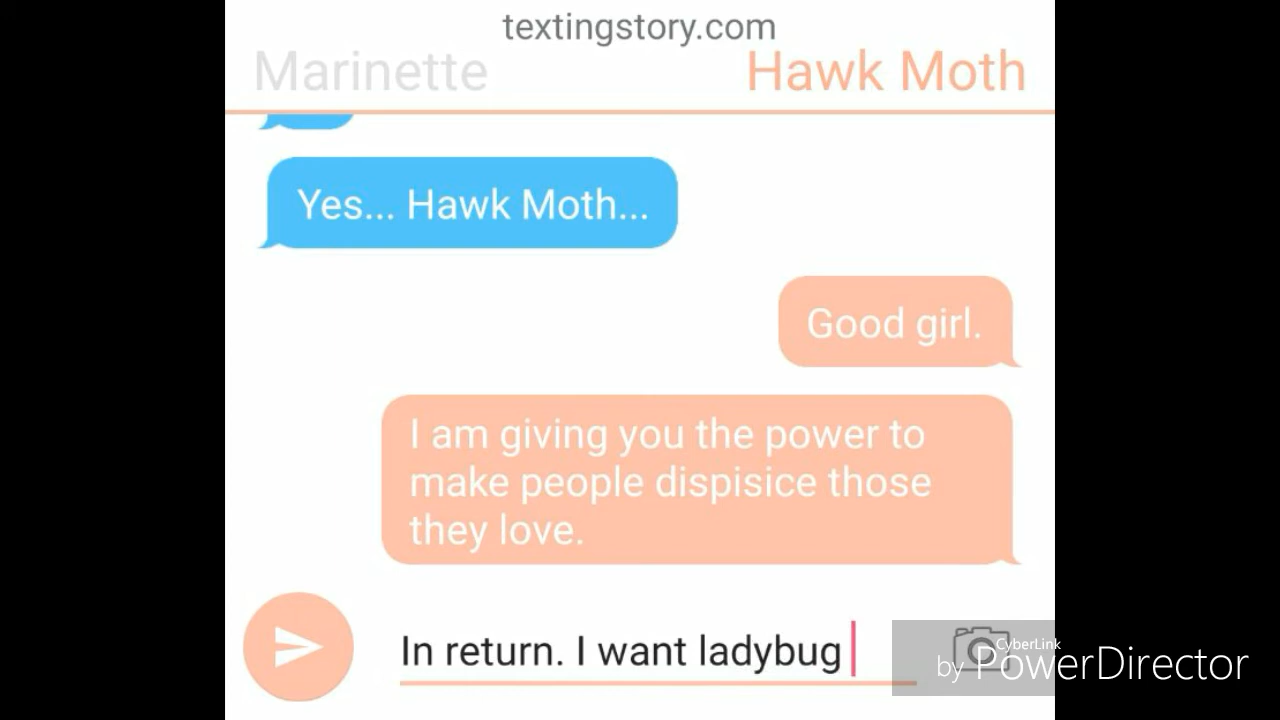 textingstory.com
Marinette
Hawk Moth
Yes... Hawk Moth...
Good girl.
I am giving you the power to
make people dispisice those
they love.
In return. I want ladybug
CyberLink
by PowerDirector